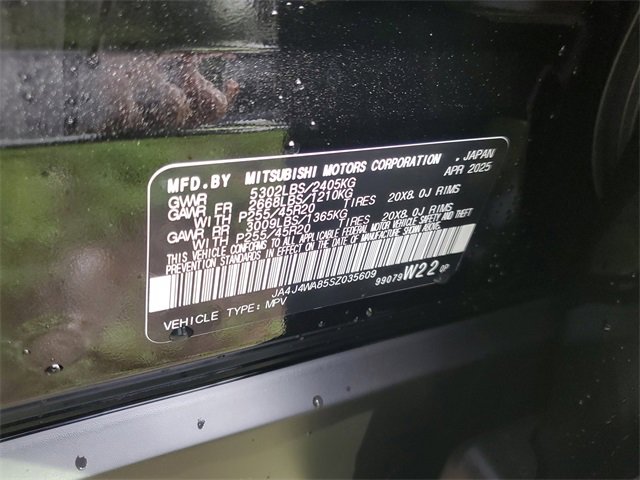 MFD.BY MITSUBISHI MOTORS CORPORATION . JAPAN
GVWR 5302LBS/2405KG APR 2025
GAWR FR 2668LBS/1210KG
WITH P255/45R20 TIRES 20X8.0J RIMS
GAWR RR 3009LBS/1365KG
WITH P255/45R20 TIRES 20X8.0J RIMS
THIS VEHICLE CONFORMS TO ALL APPLICABLE FEDERAL MOTOR VEHICLE SAFETY AND THEFT
PREVENTION STANDARDS IN EFFECT ON THE DATE OF MANUFACTURE SHOWN ABOVE.
JA4J4WA85SZ035609
99079 W22 0P
VEHICLE TYPE: MPV